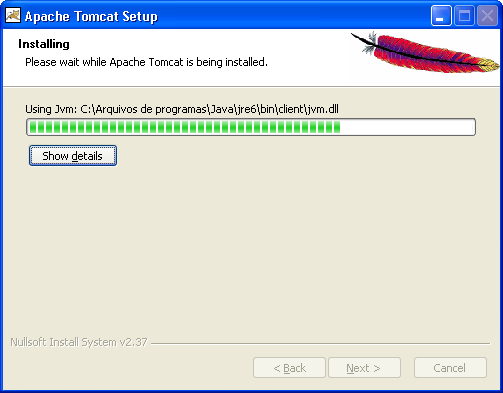 Apache Tomcat Setup
Installing
Please wait while Apache Tomcat is being installed.
Using Jvm: C:\Arquivos de programas\Java\jre6\bin\client\jvm.dll
Show details
Nullsoft Install System v2.37
< Back
Next >
Cancel